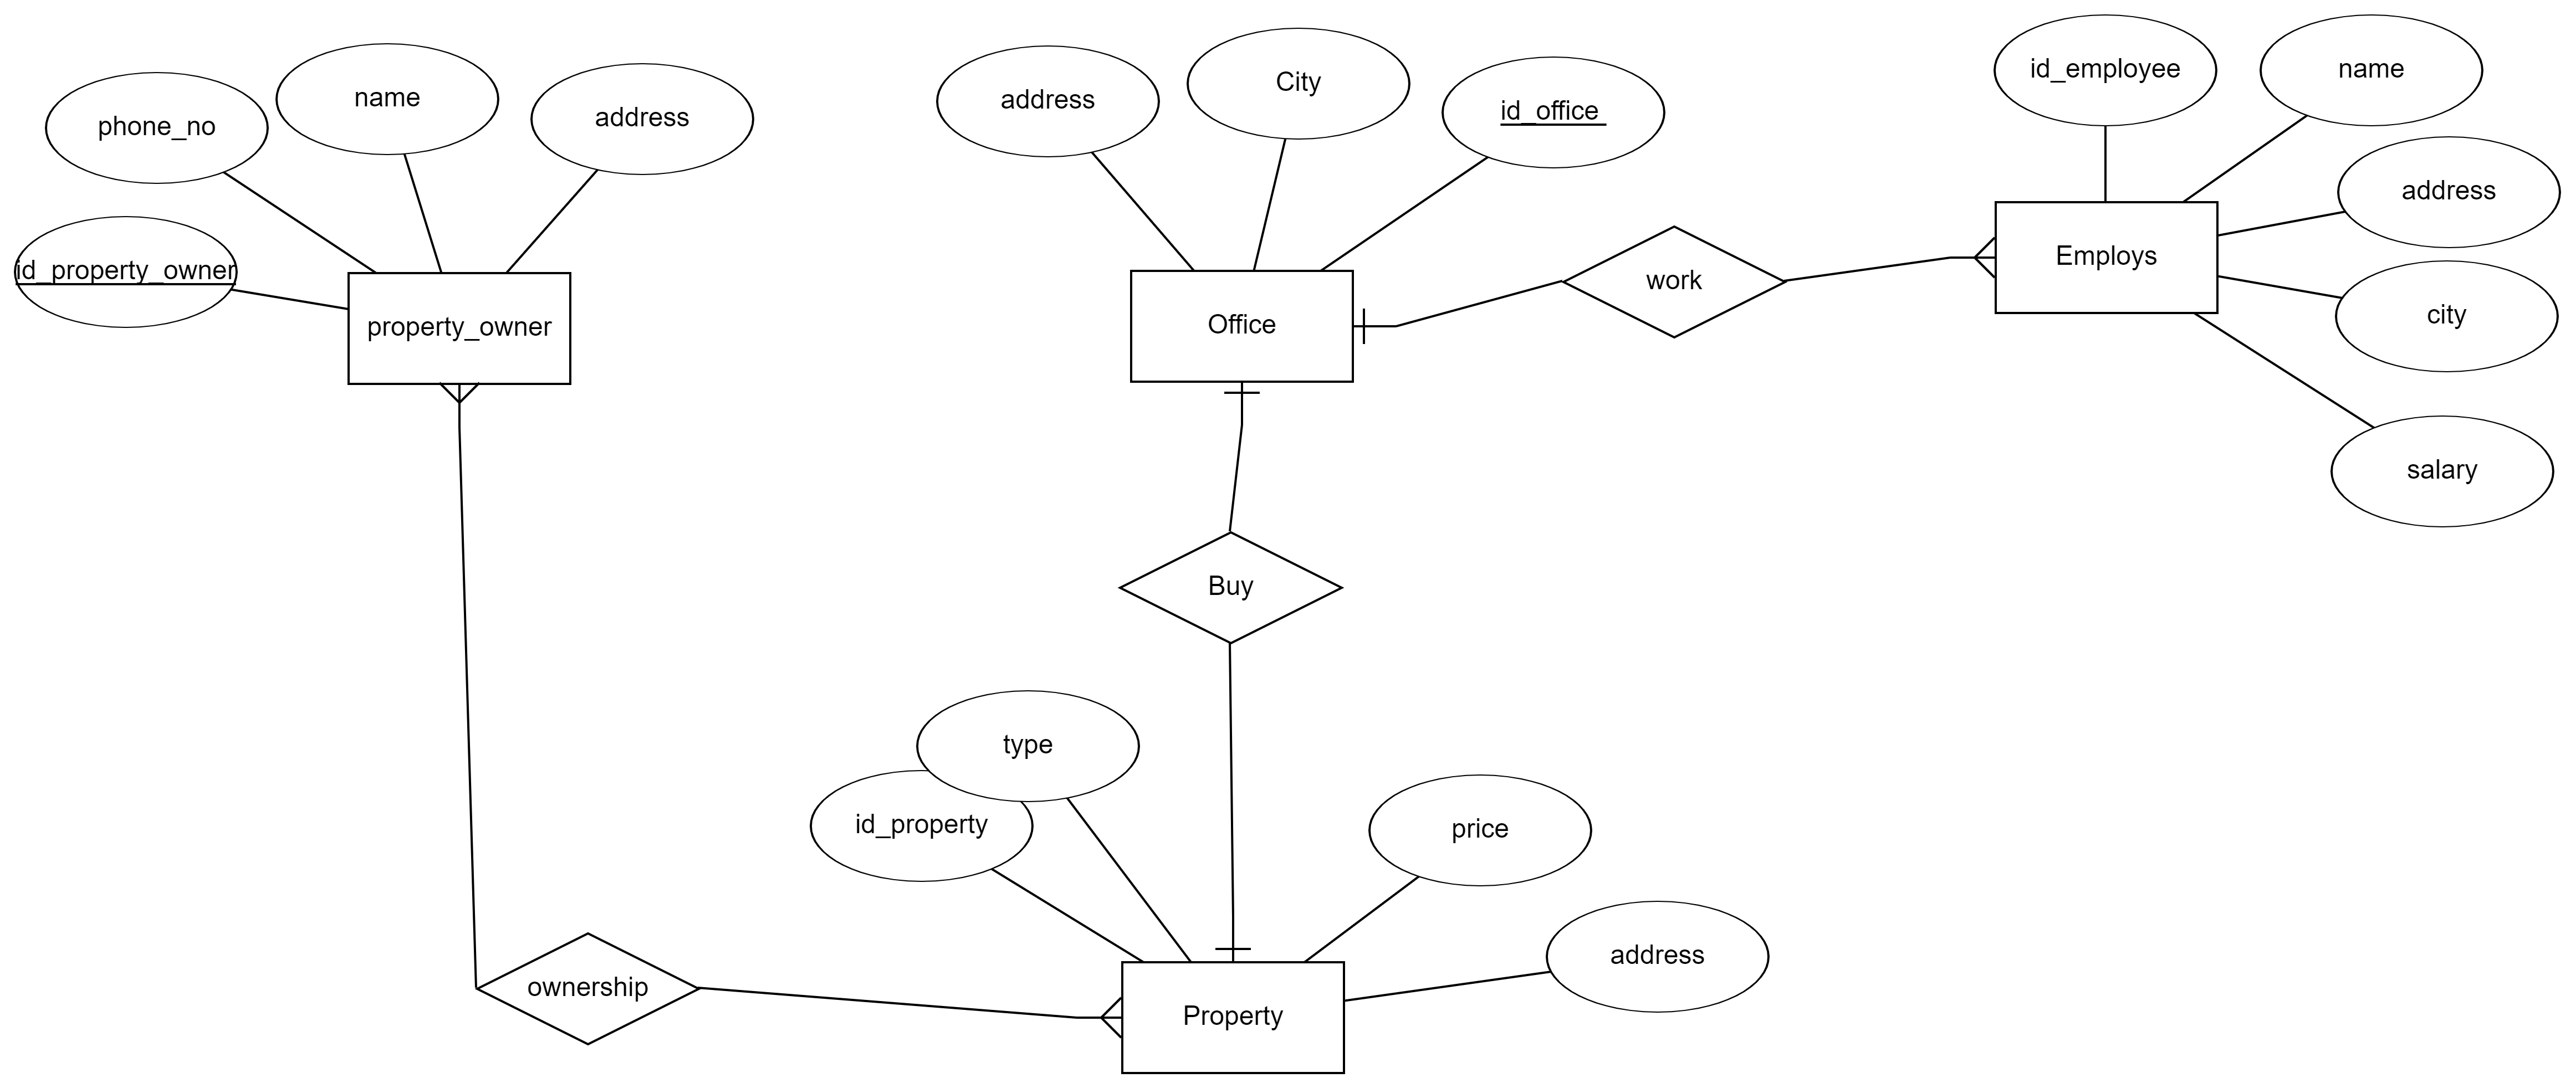 phone_no
name
address
id_property_owner
property_owner
address
City
id_office
Office
work
id_employee
name
address
city
salary
Employs
Buy
type
id_property
price
address
ownership
Property